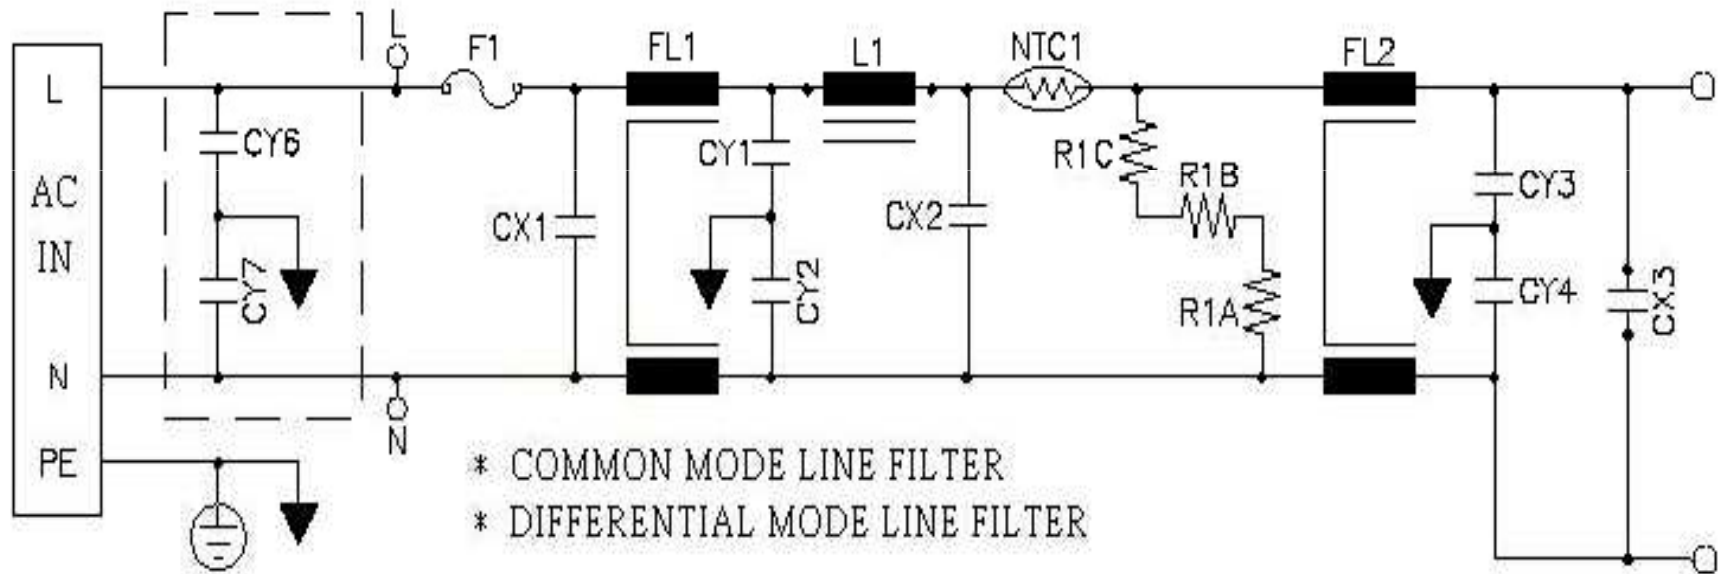 L
AC
IN
N
PE
CY6
CY7
L
N
F1
CX1
FL1
CY1
CY2
L1
CX2
NTC1
R1C
R1B
R1A
FL2
CY3
CY4
CX3
* COMMON MODE LINE FILTER
* DIFFERENTIAL MODE LINE FILTER